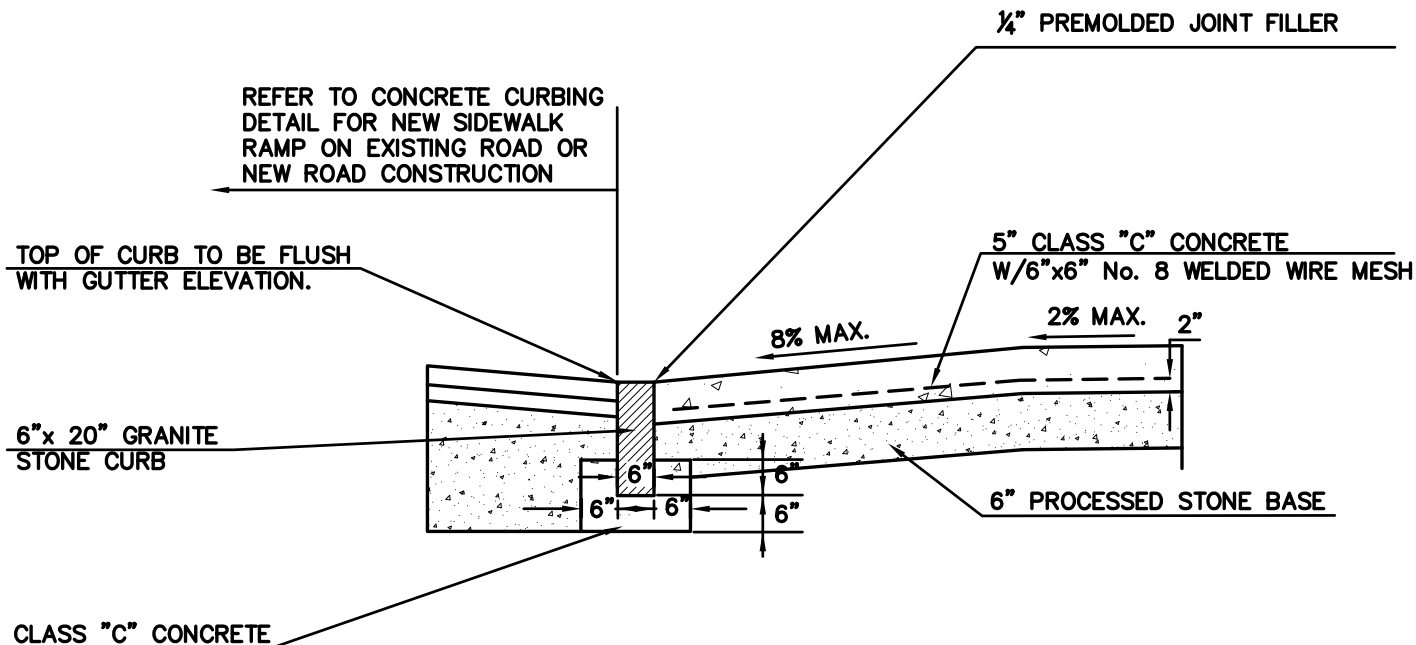 ¼" PREMOLDED JOINT FILLER
REFER TO CONCRETE CURBING
DETAIL FOR NEW SIDEWALK
RAMP ON EXISTING ROAD OR
NEW ROAD CONSTRUCTION
TOP OF CURB TO BE FLUSH
WITH GUTTER ELEVATION.
5" CLASS "C" CONCRETE
W/6"x6" No. 8 WELDED WIRE MESH
8% MAX.
2% MAX.
2"
6"x 20" GRANITE
STONE CURB
6"
6"
6"
6"
6"
6" PROCESSED STONE BASE
CLASS "C" CONCRETE